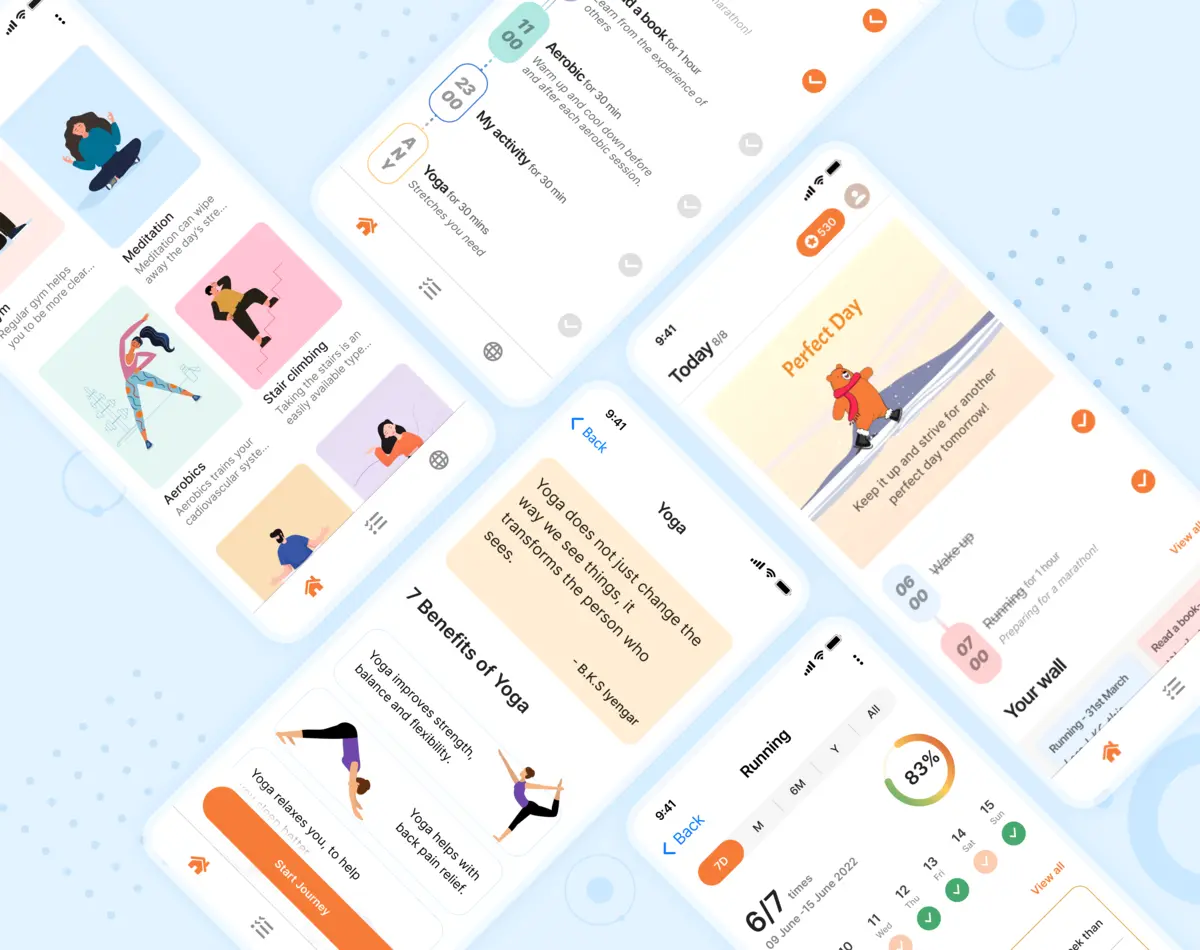 Meditation
Meditation can wipe
away the day's stre...
Regular gym helps
you to be more clear...
Stair climbing
Taking the stairs is an
easily available type...
Aerobics
Aerobics trains your
cadiovascular syste...
a book for 1 hour
Learn from the experience of
others
11
00
Aerobic for 30 min
Warm up and cool down before
and after each aerobic session.
23
00
My activity for 30 min
ANY
Yoga for 30 mins
Stretches you need
9:41
530
Today 8/8
Perfect Day
Keep it up and strive for another
perfect day tomorrow!
06
00
Wake up
07
00
Running for 1 hour
Preparing for a marathon!
Your wall
View all
Running - 31st March
Read a book
9:41
Back
Yoga
Yoga does not just change the
way we see things, it
transforms the person who
sees.
- B.K.S Iyengar
7 Benefits of Yoga
Yoga improves strength,
balance and flexibility.
Yoga helps with
back pain relief.
Yoga relaxes you, to help
you sleep better
Start Journey
9:41
Back
Running
7D
M
6M
Y
All
83%
6/7 times
09 June -15 June 2022
10
11
Wed
12
Thu
13
Fri
14
Sat
15
Sun
View all